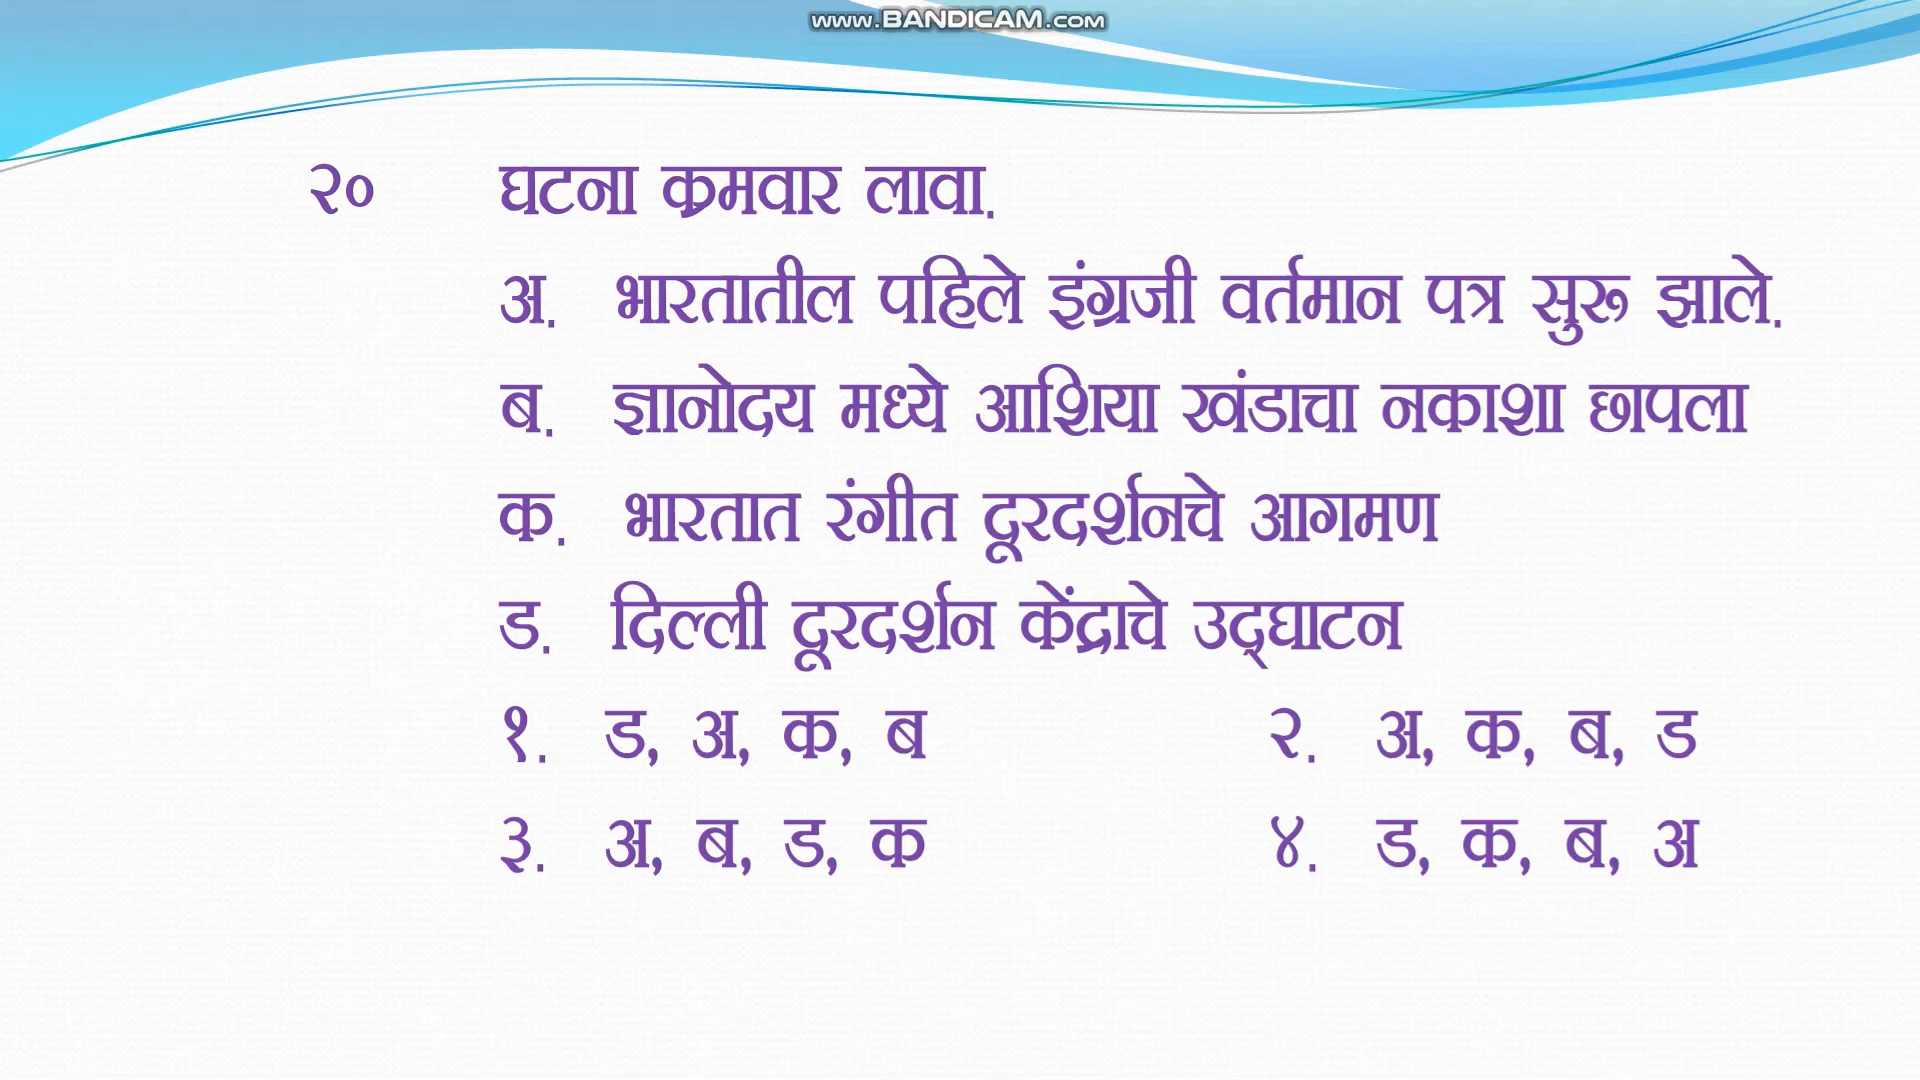 www.BANDICAM.com
२० घटना क्रमवार लावा.
अ. भारतातील पहिले इंग्रजी वर्तमान पत्र सुरू झाले.
ब. ज्ञानोदय मध्ये आशिया खंडाचा नकाशा छापला
क. भारतात रंगीत दूरदर्शनचे आगमण
ड. दिल्ली दूरदर्शन केंद्राचे उद्‌घाटन
१. ड, अ, क, ब २. अ, क, ब, ड
३. अ, ब, ड, क ४. ड, क, ब, अ